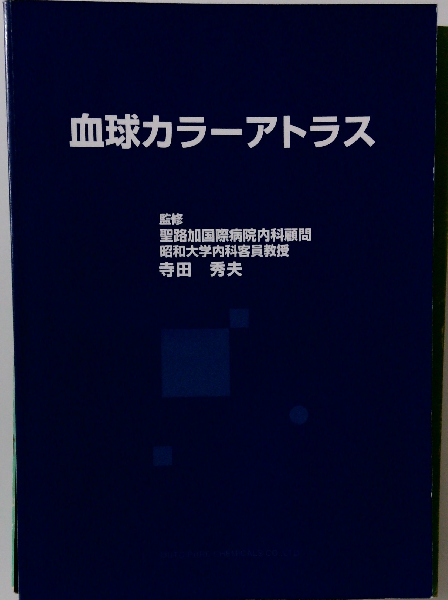 血球カラーアトラス
監修
聖路加国際病院内科顧問
昭和大学内科客員教授
寺田 秀夫